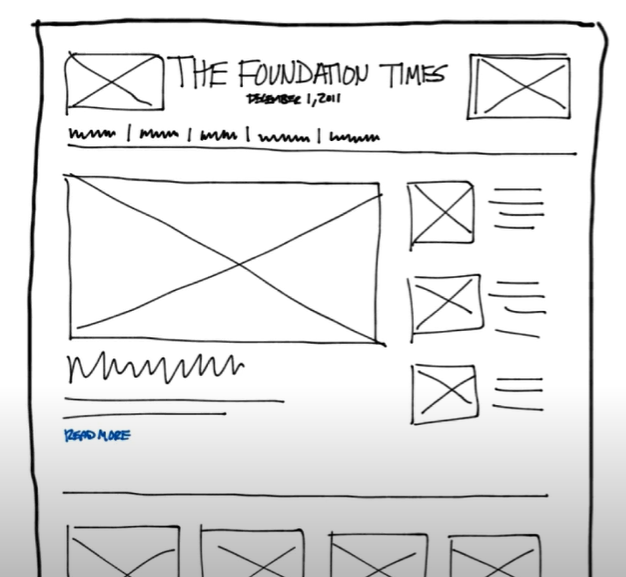 THE FOUNDATION TIMES
DECEMBER 1, 2011
READ MORE